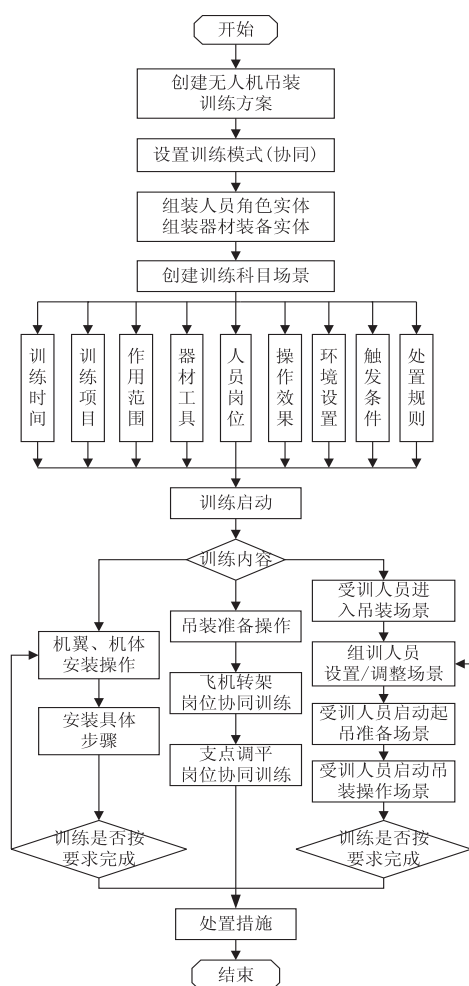 开始
创建无人机吊装
训练方案
设置训练模式(协同)
组装人员角色实体
组装器材装备实体
创建训练科目场景
训练时间
训练项目
作用范围
器材工具
人员岗位
操作效果
环境设置
触发条件
处置规则
训练启动
训练内容
机翼、机体
安装操作
安装具体
步骤
训练是否按
要求完成
吊装准备操作
飞机转架
岗位协同训练
支点调平
岗位协同训练
受训人员进
入吊装场景
组训人员
设置/调整场景
受训人员启动起
吊准备场景
受训人员启动吊
装操作场景
训练是否按
要求完成
处置措施
结束